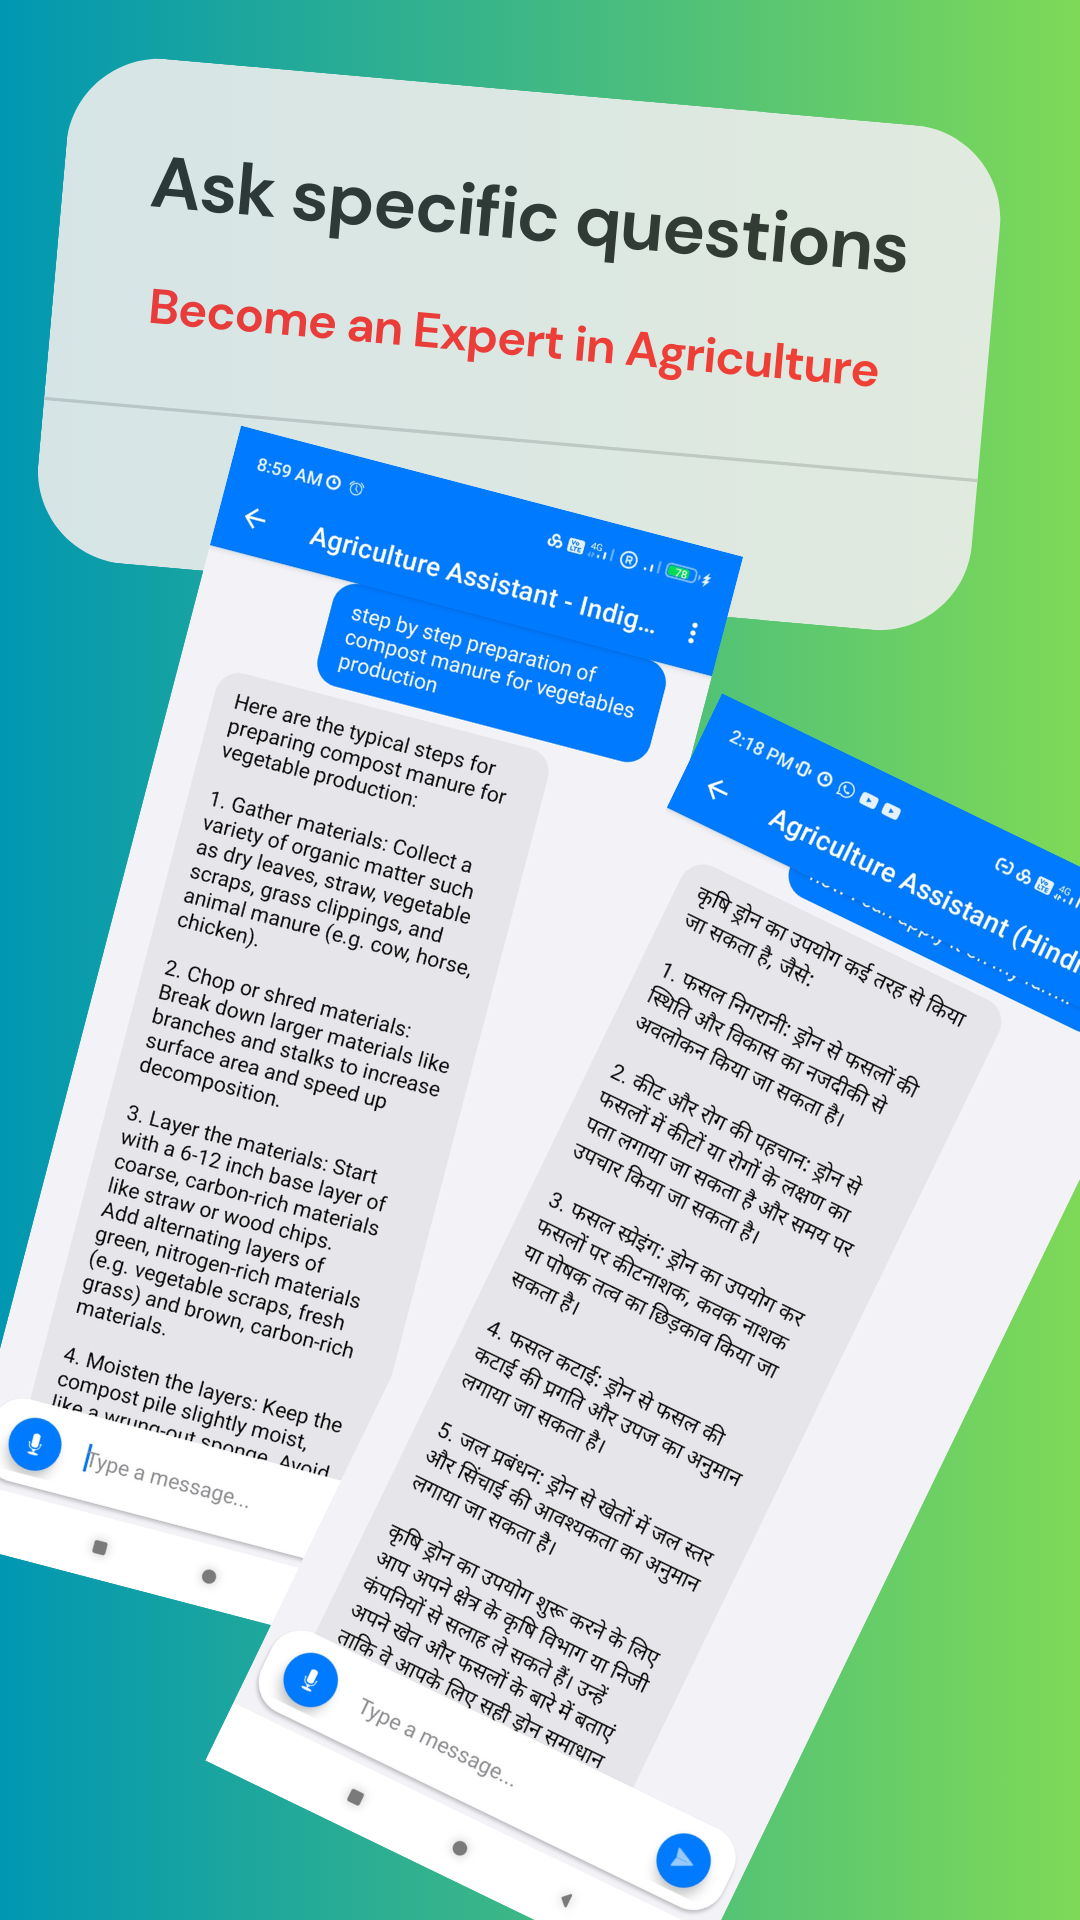 Ask specific questions
Become an Expert in Agriculture
8:59 AM
4G
R
78
Agriculture Assistant - Indig...
step by step preparation of
compost manure for vegetables
production
Here are the typical steps for
preparing compost manure for
vegetable production:
1. Gather materials: Collect a
variety of organic matter such
as dry leaves, straw, vegetable
scraps, grass clippings, and
animal manure (e.g. cow, horse,
chicken).
2. Chop or shred materials:
Break down larger materials like
branches and stalks to increase
surface area and speed up
decomposition.
3. Layer the materials: Start
with a 6-12 inch base layer of
coarse, carbon-rich materials
like straw or wood chips.
Add alternating layers of
green, nitrogen-rich materials
(e.g. vegetable scraps, fresh
grass) and brown, carbon-rich
materials.
4. Moisten the layers: Keep the
compost pile slightly moist,
like a wrung-out sponge. Avoid
Type a message...
2:18 PM
4G
Agriculture Assistant (Hindi
कृषि ड्रोन का उपयोग कई तरह से किया
जा सकता है, जैसे:
1. फसल निगरानी: ड्रोन से फसलों की
स्थिति और विकास का नजदीकी से
अवलोकन किया जा सकता है।
2. कीट और रोग की पहचान: ड्रोन से
फसलों में कीटों या रोगों के लक्षण का
पता लगाया जा सकता है और समय पर
उपचार किया जा सकता है।
3. फसल स्प्रेइंग: ड्रोन का उपयोग कर
फसलों पर कीटनाशक, कवक नाशक
या पोषक तत्व का छिड़काव किया जा
सकता है।
4. फसल कटाई: ड्रोन से फसल की
कटाई की प्रगति और उपज का अनुमान
लगाया जा सकता है।
5. जल प्रबंधन: ड्रोन से खेतों में जल स्तर
और सिंचाई की आवश्यकता का अनुमान
लगाया जा सकता है।
कृषि ड्रोन का उपयोग शुरू करने के लिए
आप अपने क्षेत्र के कृषि विभाग या निजी
कंपनियों से सलाह ले सकते हैं। उन्हें
अपने खेत और फसलों के बारे में बताएं
ताकि वे आपके लिए सही ड्रोन समाधान
Type a message...